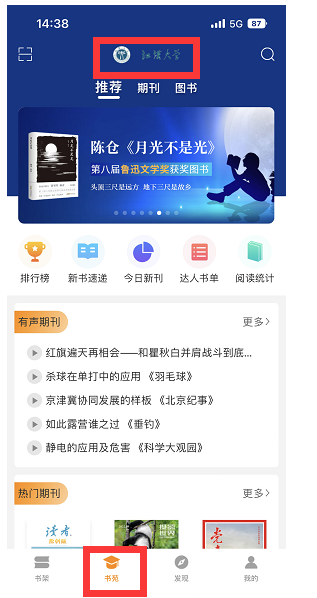 14:38
5G 87
江汉大学
推荐 期刊 图书
陈仓《月光不是光》
第八届鲁迅文学奖获奖图书
头顶三尺是远方 地下三尺是故乡
排行榜 新书速递 今日新刊 达人书单 阅读统计
有声期刊 更多>
红旗遍天再相会——和瞿秋白并肩战斗到底...
杀球在单打中的应用 《羽毛球》
京津冀协同发展的样板 《北京纪事》
如此露营谁之过 《垂钓》
静电的应用及危害 《科学大观园》
热门期刊 更多>
读者
书架 书苑 发现 我的